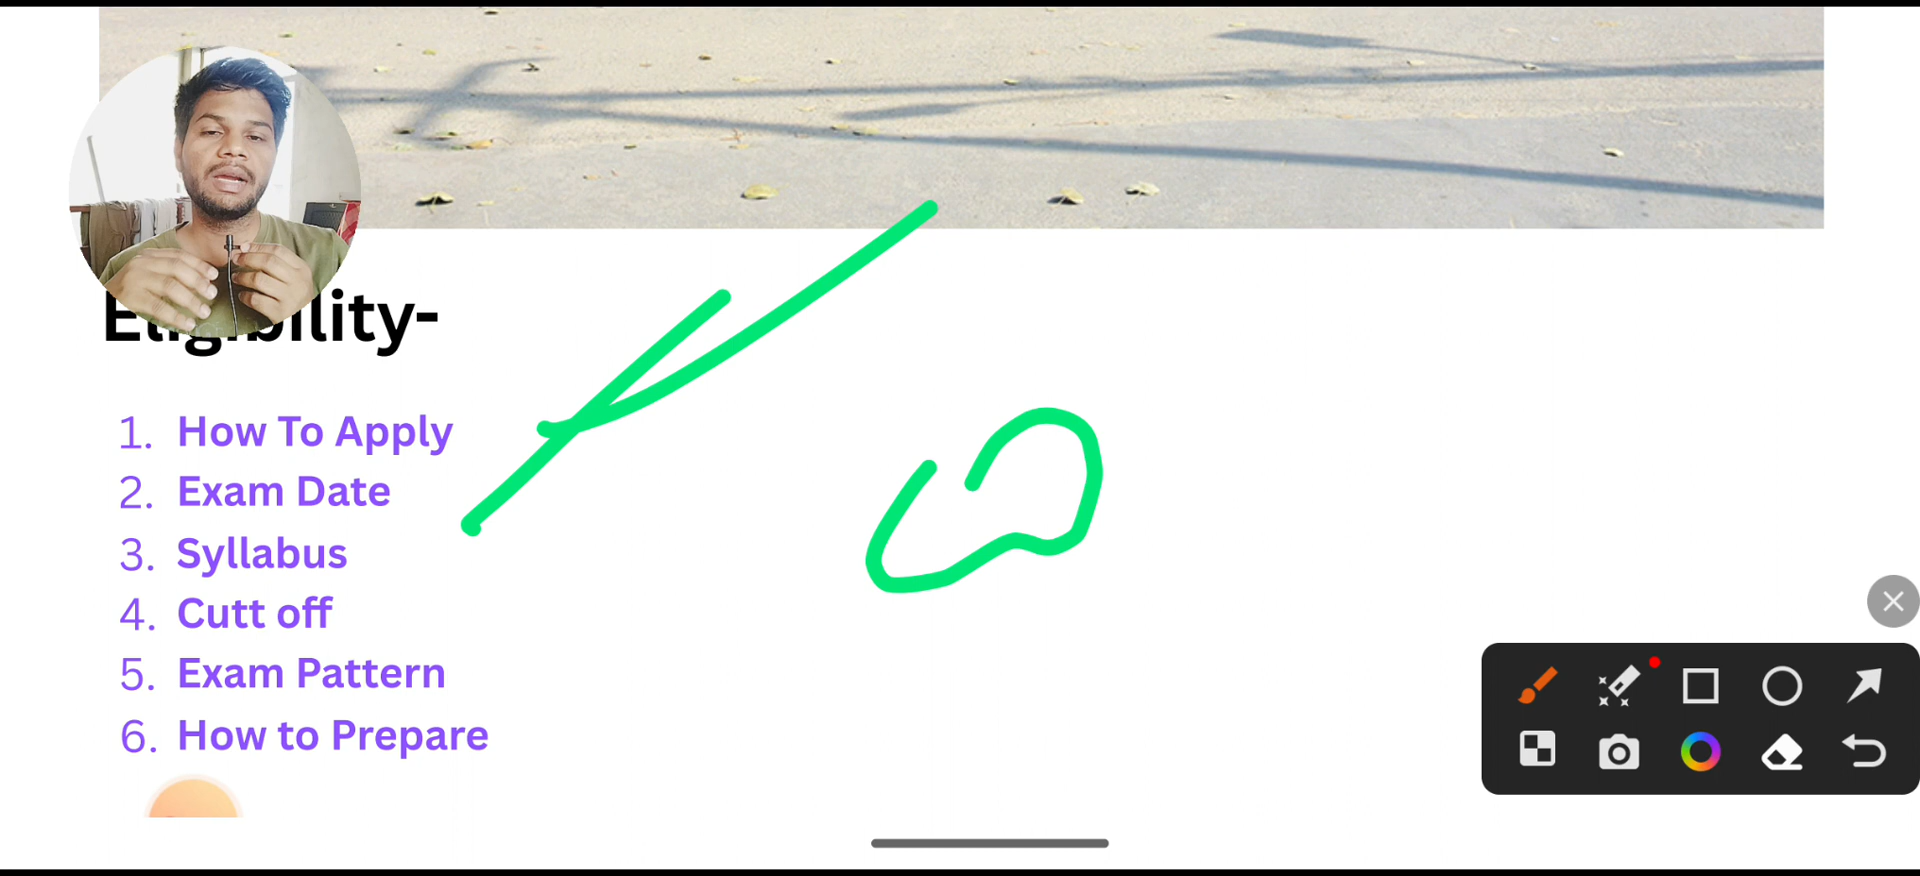 Eligibility-
1. How To Apply
2. Exam Date
3. Syllabus
4. Cutt off
5. Exam Pattern
6. How to Prepare